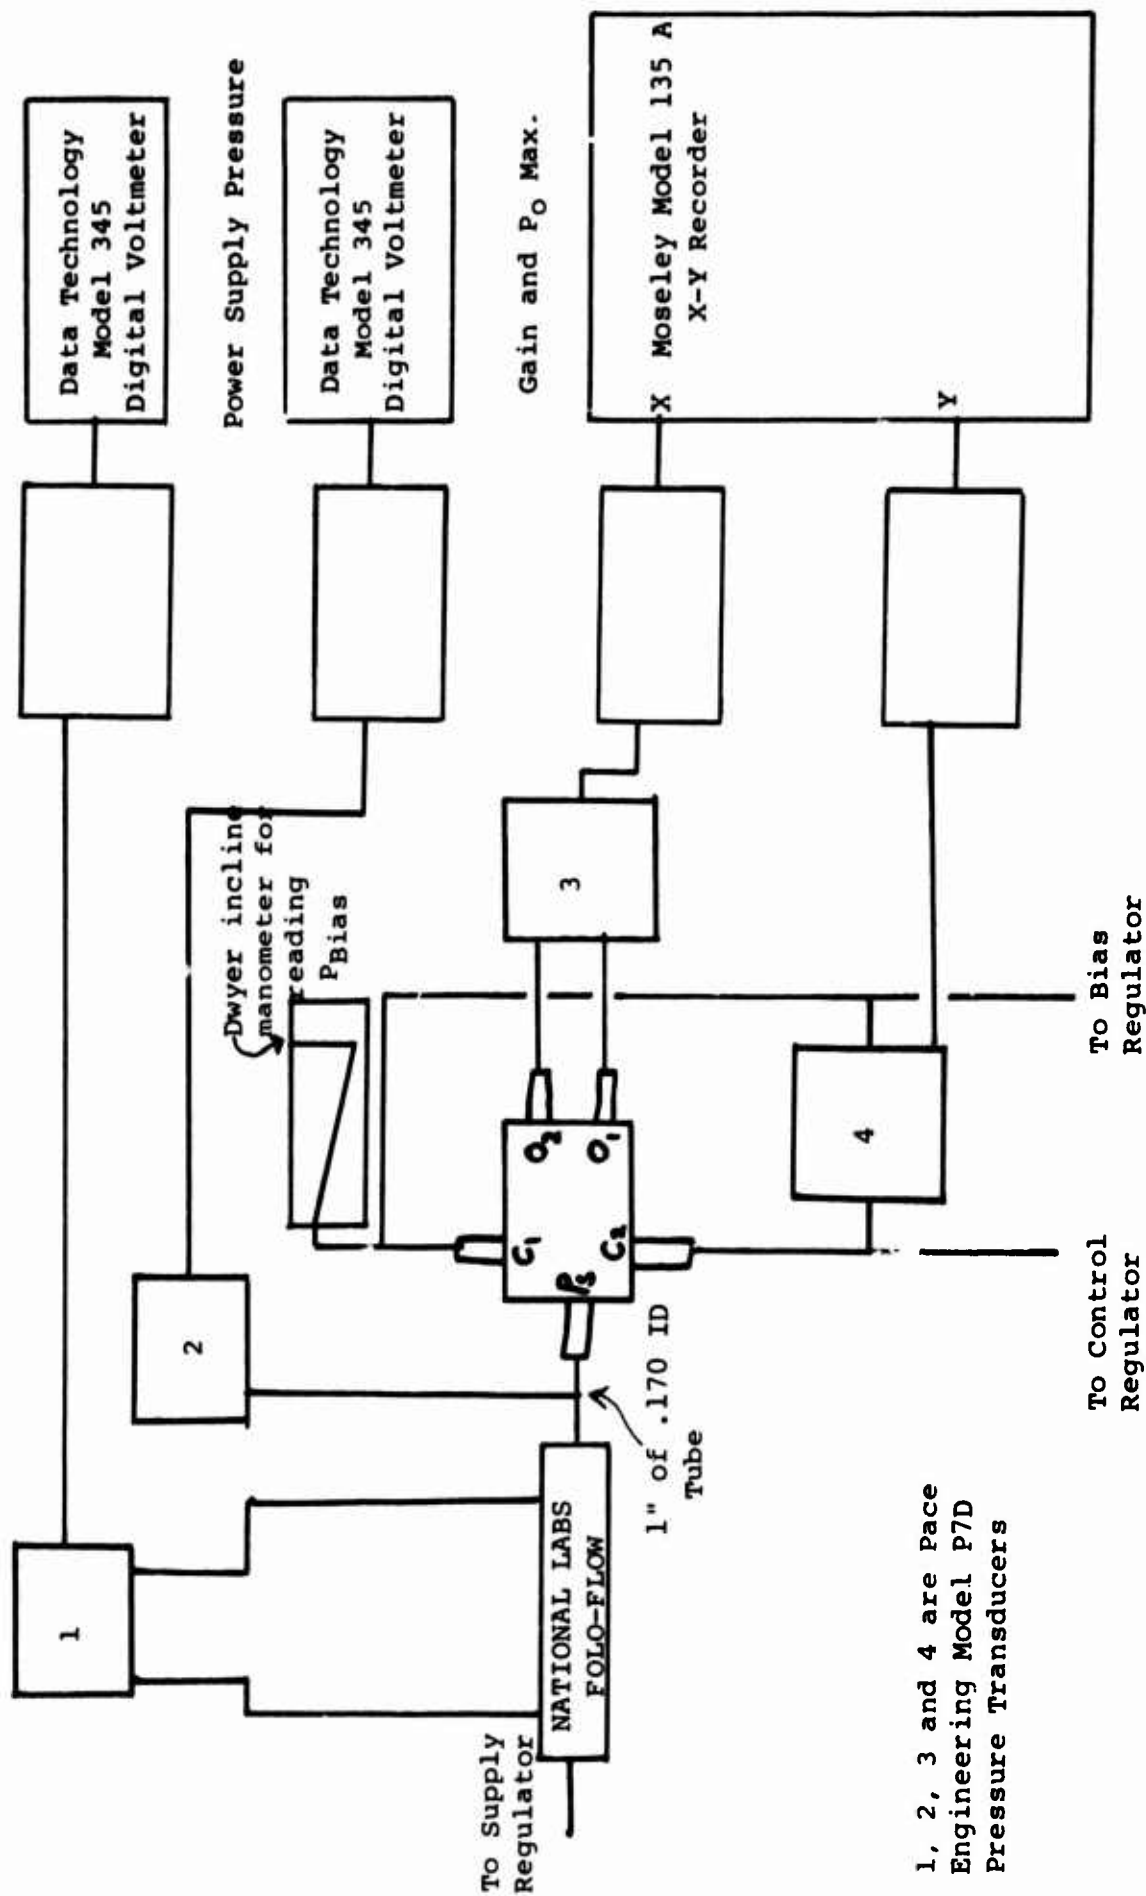 Data Technology
Model 345
Digital Voltmeter
Power Supply Pressure
Data Technology
Model 345
Digital Voltmeter
Gain and PO Max.
X Moseley Model 135 A
X-Y Recorder
Y
1
2
Dwyer incline
manometer for
reading
PBias
3
4
C1
C2
PS
O2
O1
NATIONAL LABS
FOLO-FLOW
1" of .170 ID
Tube
To Supply
Regulator
To Control
Regulator
To Bias
Regulator
1, 2, 3 and 4 are Pace
Engineering Model P7D
Pressure Transducers